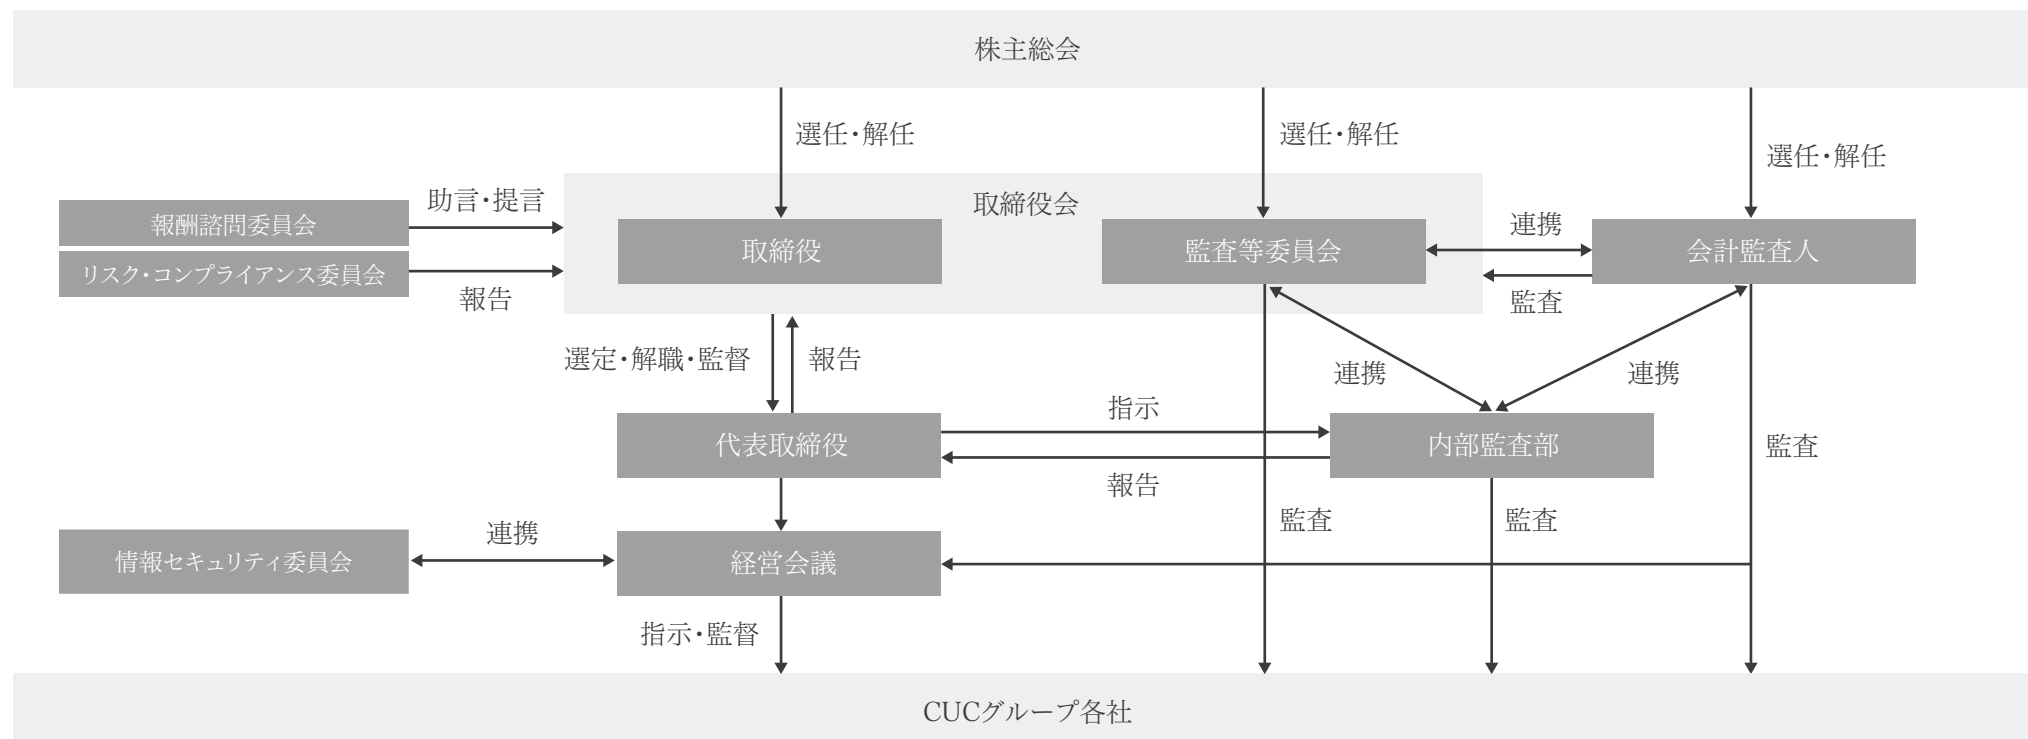 株主総会
選任・解任
選任・解任
選任・解任
報酬諮問委員会
助言・提言
リスク・コンプライアンス委員会
報告
取締役会
取締役
監査等委員会
連携
監査
会計監査人
選定・解職・監督
報告
連携
連携
代表取締役
指示
報告
内部監査部
監査
監査
監査
情報セキュリティ委員会
連携
経営会議
指示・監督
CUCグループ各社